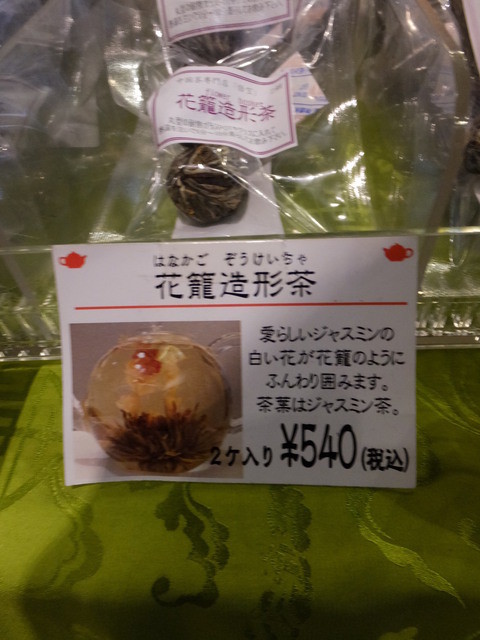 花籠造形茶
はなかご ぞうけいちゃ
花籠造形茶
愛らしいジャスミンの
白い花が花籠のように
ふんわり囲みます。
茶葉はジャスミン茶。
2ケ入り ¥540(税込)